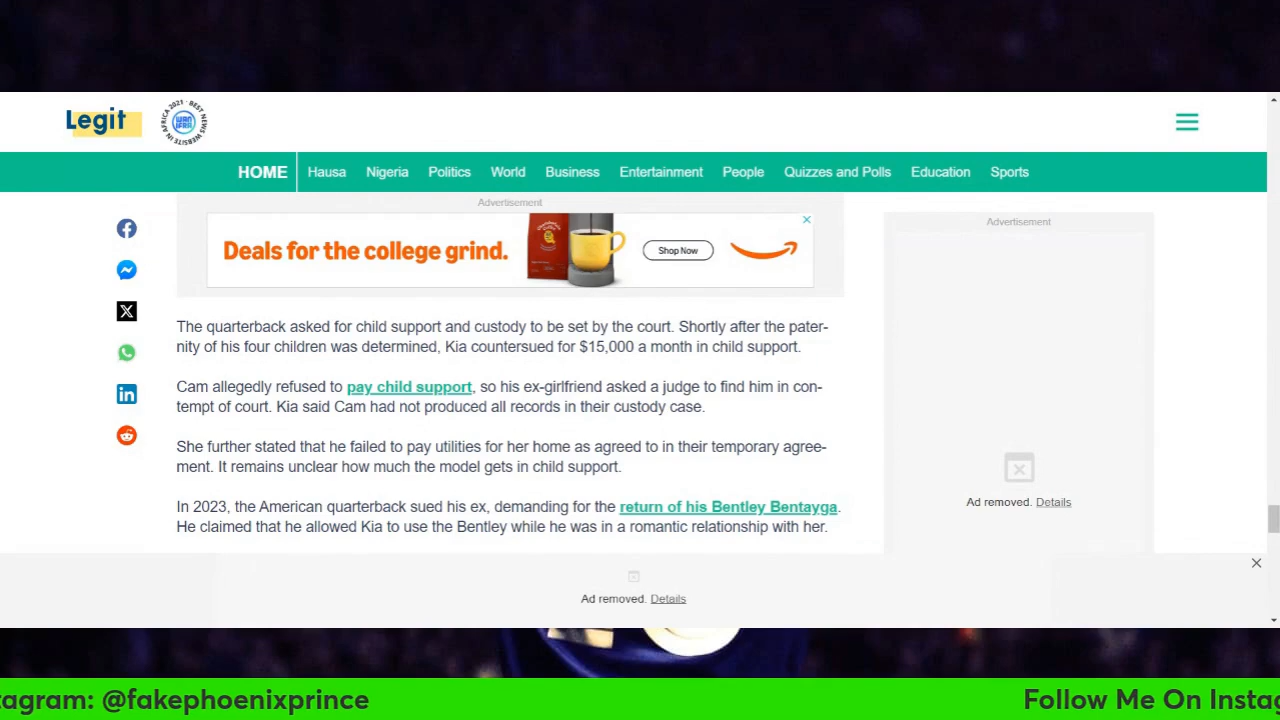 Legit
BEST NEWS WEBSITE IN AFRICA 2021
WAN IFRA
HOME Hausa Nigeria Politics World Business Entertainment People Quizzes and Polls Education Sports
Advertisement
Advertisement
Deals for the college grind. Shop Now
The quarterback asked for child support and custody to be set by the court. Shortly after the pater-
nity of his four children was determined, Kia countersued for $15,000 a month in child support.
Cam allegedly refused to pay child support, so his ex-girlfriend asked a judge to find him in con-
tempt of court. Kia said Cam had not produced all records in their custody case.
She further stated that he failed to pay utilities for her home as agreed to in their temporary agree-
ment. It remains unclear how much the model gets in child support.
In 2023, the American quarterback sued his ex, demanding for the return of his Bentley Bentayga.
He claimed that he allowed Kia to use the Bentley while he was in a romantic relationship with her.
Ad removed. Details
Ad removed. Details
tagram: @fakephoenixprince
Follow Me On Instag